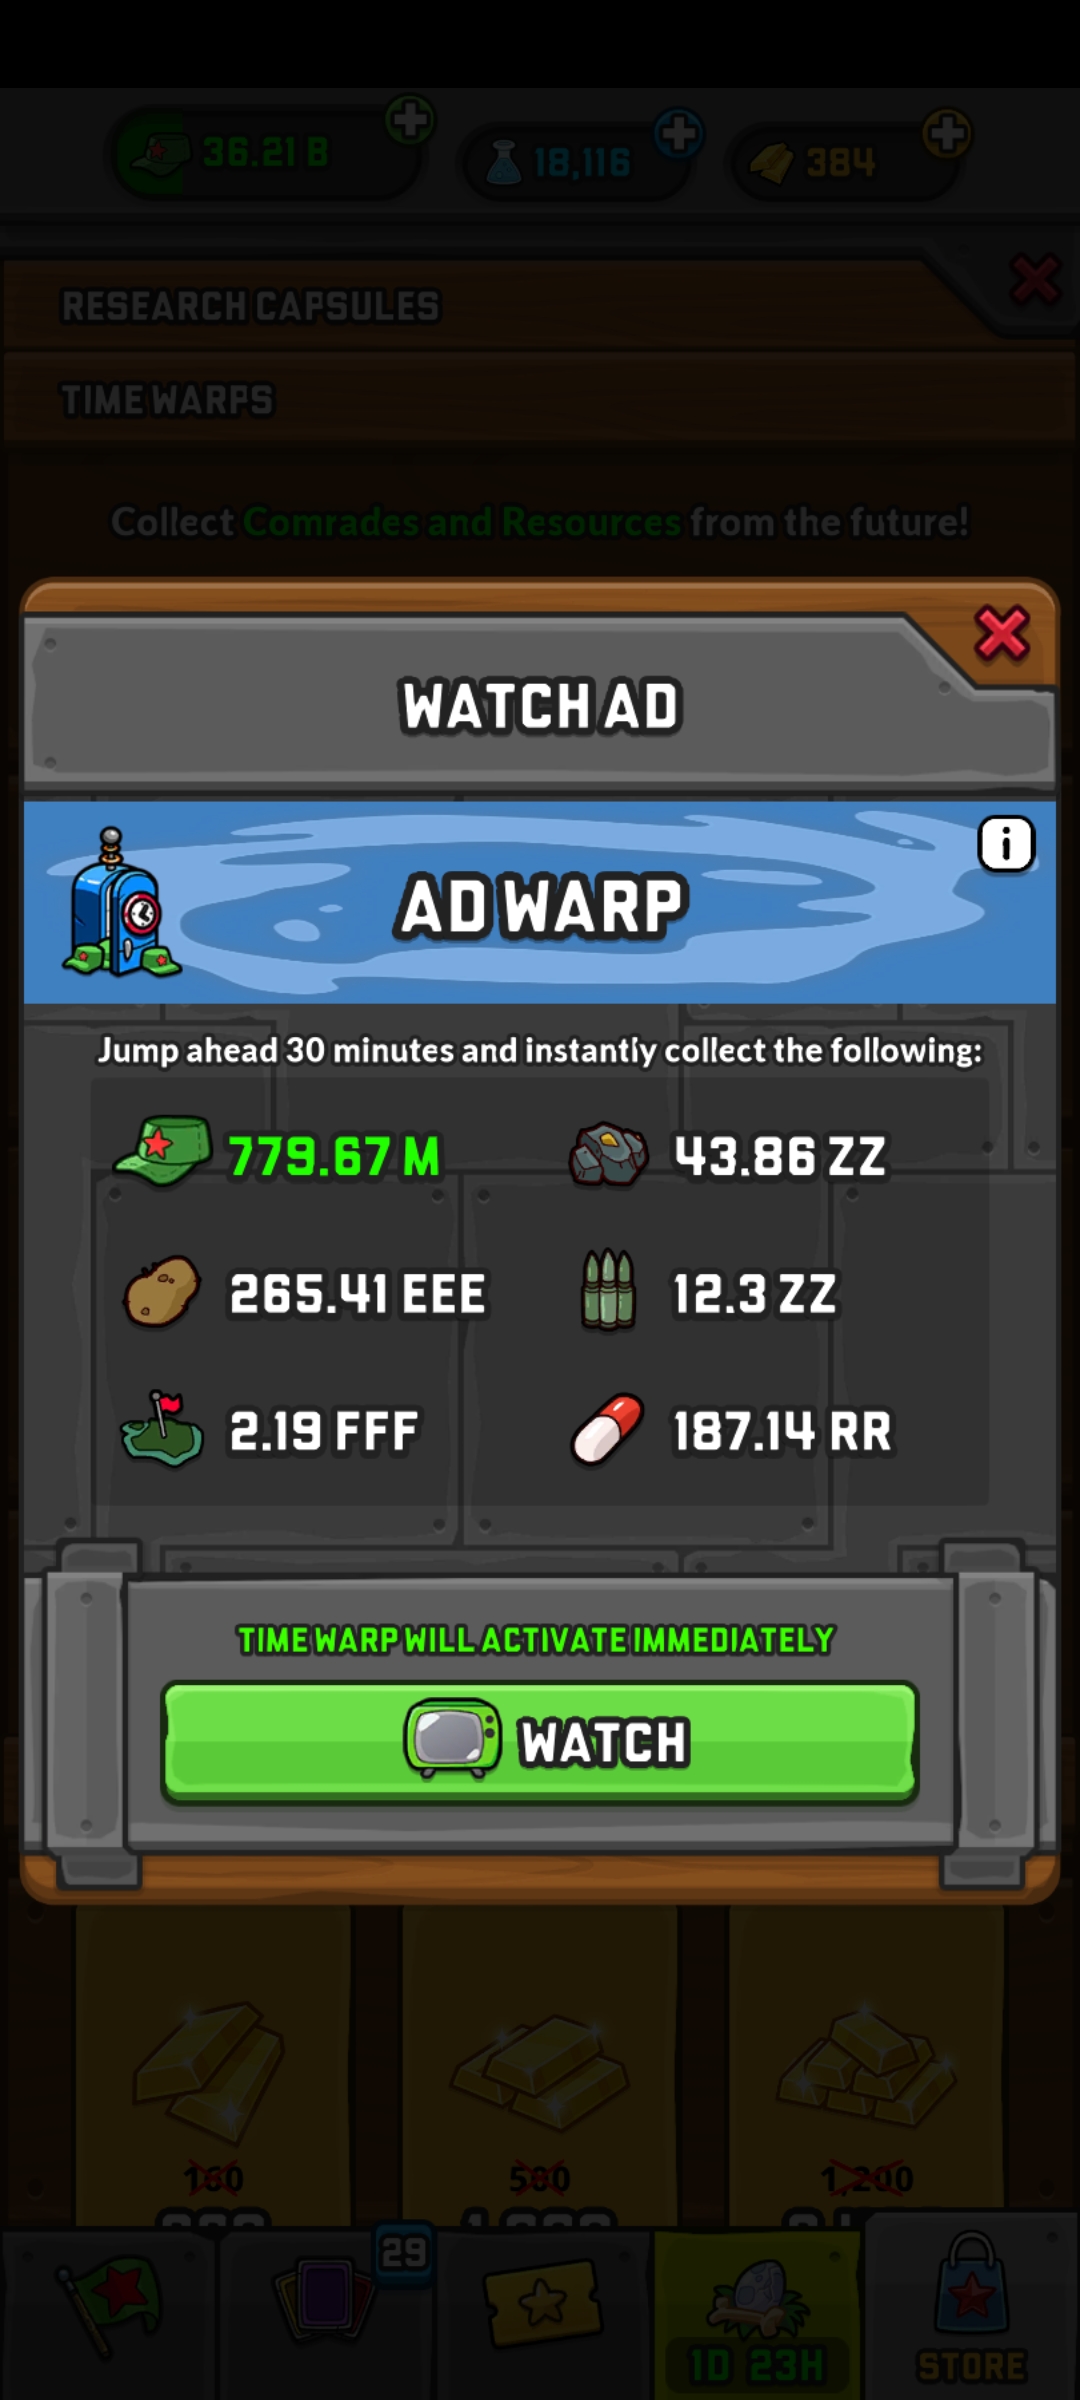 36.21 B
18,116
384
RESEARCH CAPSULES
TIME WARPS
Collect Comrades and Resources from the future!
WATCH AD
AD WARP
i
Jump ahead 30 minutes and instantly collect the following:
779.67 M
43.86 ZZ
265.41 EEE
12.3 ZZ
2.19 FFF
187.14 RR
TIME WARP WILL ACTIVATE IMMEDIATELY
WATCH
500
1,200
29
1D 23H
STORE